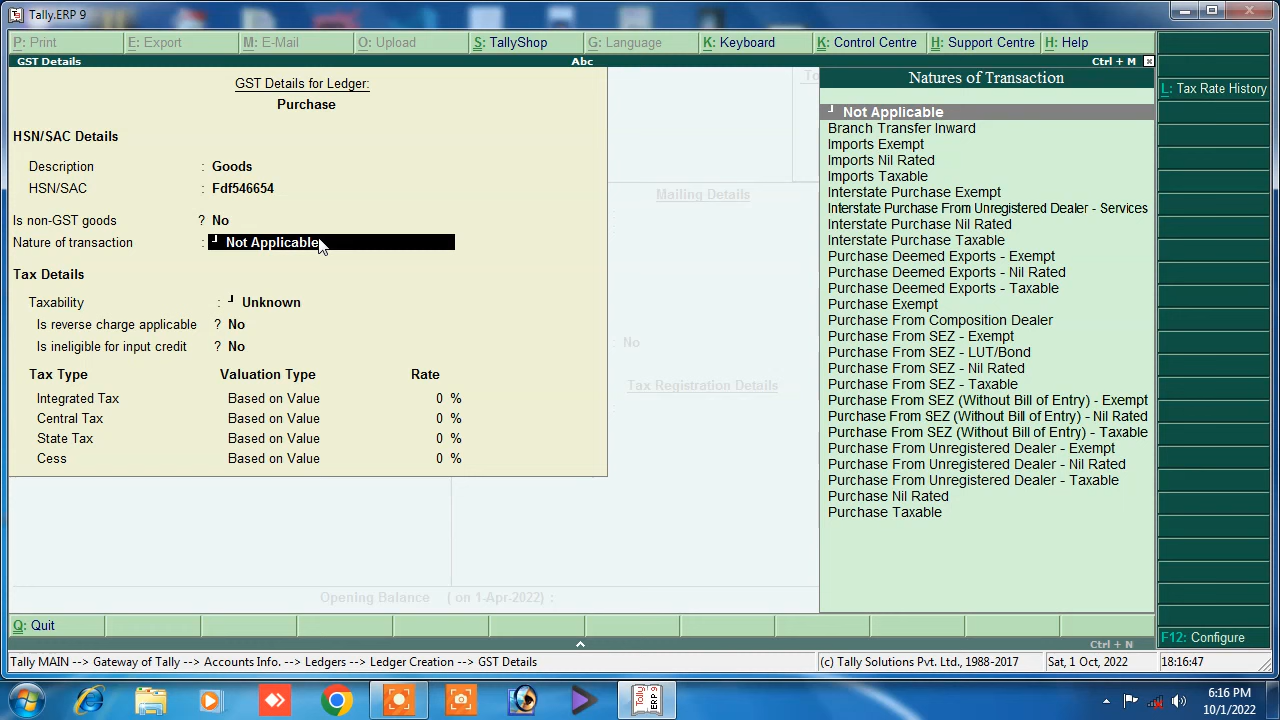 Tally.ERP 9
P: Print E: Export M: E-Mail O: Upload S: TallyShop G: Language K: Keyboard K: Control Centre H: Support Centre H: Help
GST Details Abc Ctrl + M
GST Details for Ledger:
Purchase
HSN/SAC Details
Description : Goods
HSN/SAC : Fdf546654
Is non-GST goods ? No
Nature of transaction : Not Applicable
Tax Details
Taxability : Unknown
Is reverse charge applicable ? No
Is ineligible for input credit ? No
Tax Type Valuation Type Rate
Integrated Tax Based on Value 0 %
Central Tax Based on Value 0 %
State Tax Based on Value 0 %
Cess Based on Value 0 %
To
Mailing Details
: No
Tax Registration Details
Opening Balance ( on 1-Apr-2022) :
Natures of Transaction
Not Applicable
Branch Transfer Inward
Imports Exempt
Imports Nil Rated
Imports Taxable
Interstate Purchase Exempt
Interstate Purchase From Unregistered Dealer - Services
Interstate Purchase Nil Rated
Interstate Purchase Taxable
Purchase Deemed Exports - Exempt
Purchase Deemed Exports - Nil Rated
Purchase Deemed Exports - Taxable
Purchase Exempt
Purchase From Composition Dealer
Purchase From SEZ - Exempt
Purchase From SEZ - LUT/Bond
Purchase From SEZ - Nil Rated
Purchase From SEZ - Taxable
Purchase From SEZ (Without Bill of Entry) - Exempt
Purchase From SEZ (Without Bill of Entry) - Nil Rated
Purchase From SEZ (Without Bill of Entry) - Taxable
Purchase From Unregistered Dealer - Exempt
Purchase From Unregistered Dealer - Nil Rated
Purchase From Unregistered Dealer - Taxable
Purchase Nil Rated
Purchase Taxable
L: Tax Rate History
F12: Configure
Q: Quit
Ctrl + N
Tally MAIN --> Gateway of Tally --> Accounts Info. --> Ledgers --> Ledger Creation --> GST Details (c) Tally Solutions Pvt. Ltd., 1988-2017 Sat, 1 Oct, 2022 18:16:47
Tally ERP 9
6:16 PM
10/1/2022